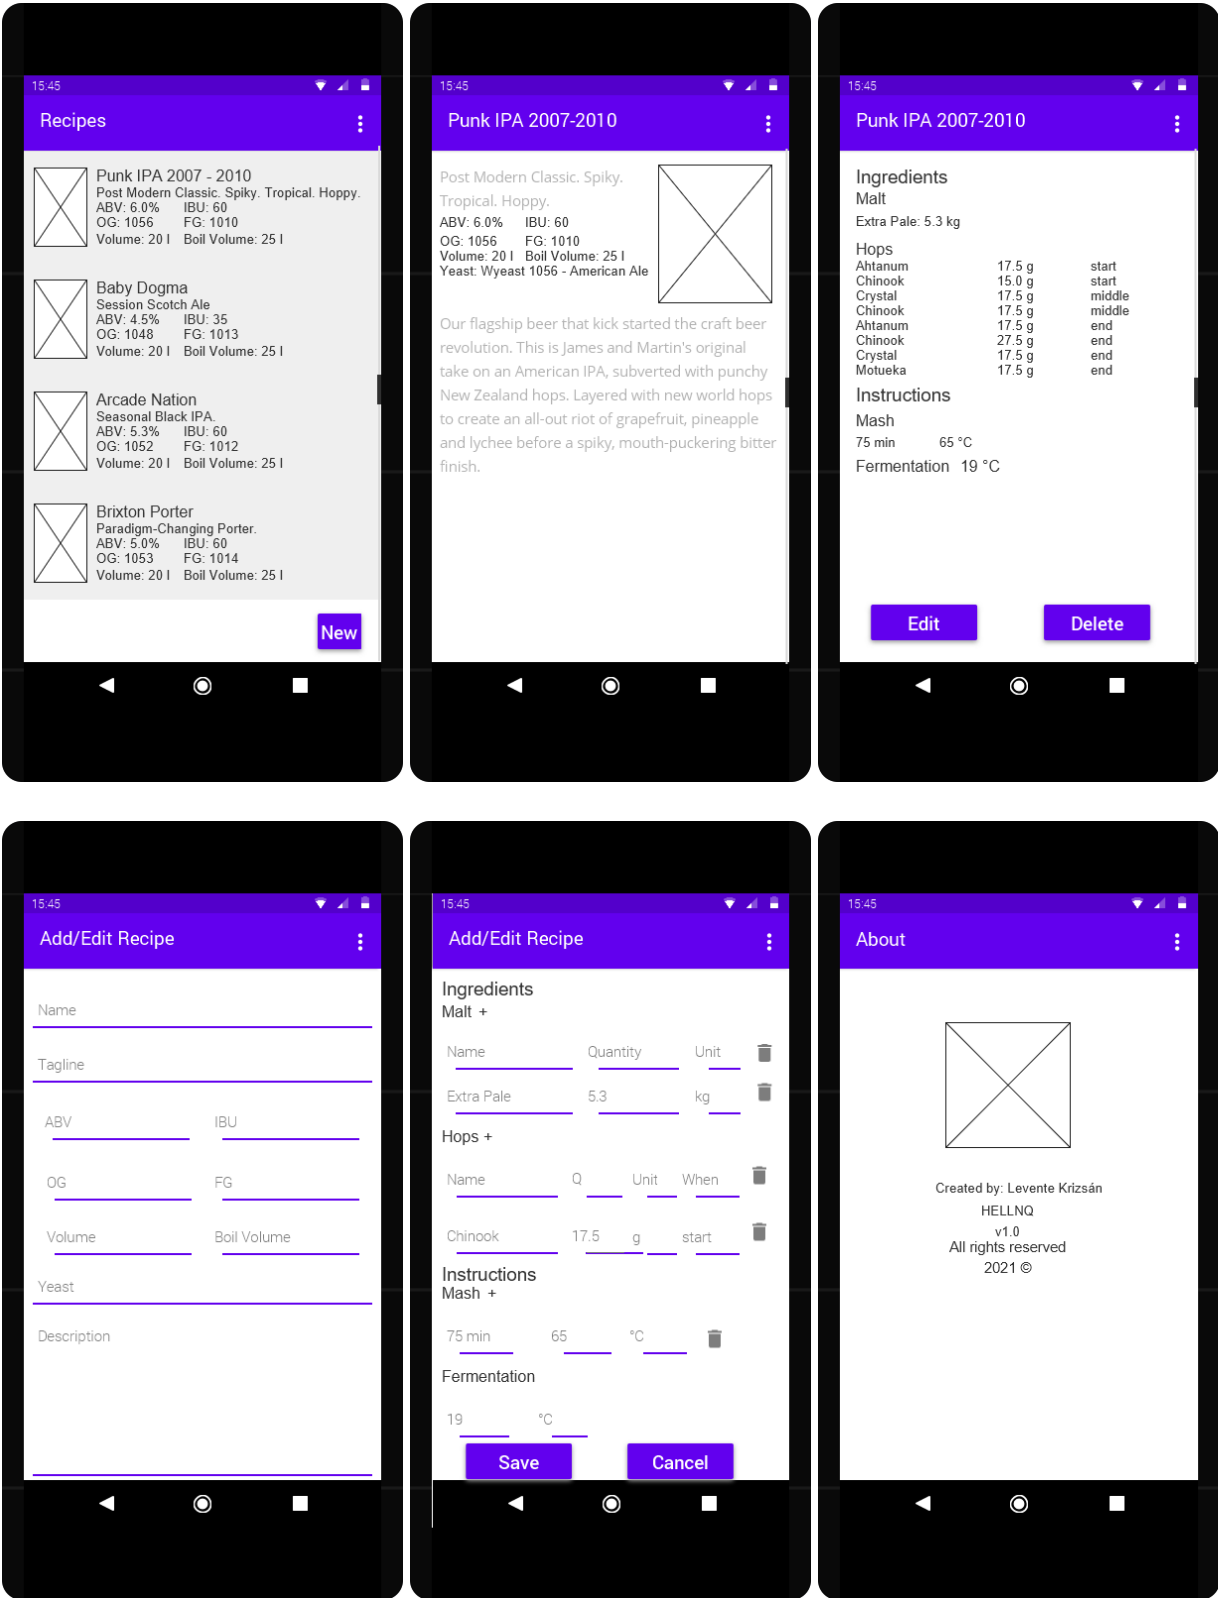 15:45
Recipes
Punk IPA 2007 - 2010
Post Modern Classic. Spiky. Tropical. Hoppy.
ABV: 6.0% IBU: 60
OG: 1056 FG: 1010
Volume: 20 l Boil Volume: 25 l
Baby Dogma
Session Scotch Ale
ABV: 4.5% IBU: 35
OG: 1048 FG: 1013
Volume: 20 l Boil Volume: 25 l
Arcade Nation
Seasonal Black IPA.
ABV: 5.3% IBU: 60
OG: 1052 FG: 1012
Volume: 20 l Boil Volume: 25 l
Brixton Porter
Paradigm-Changing Porter.
ABV: 5.0% IBU: 60
OG: 1053 FG: 1014
Volume: 20 l Boil Volume: 25 l
New
15:45
Punk IPA 2007-2010
Post Modern Classic. Spiky.
Tropical. Hoppy.
ABV: 6.0% IBU: 60
OG: 1056 FG: 1010
Volume: 20 l Boil Volume: 25 l
Yeast: Wyeast 1056 - American Ale
Our flagship beer that kick started the craft beer
revolution. This is James and Martin's original
take on an American IPA, subverted with punchy
New Zealand hops. Layered with new world hops
to create an all-out riot of grapefruit, pineapple
and lychee before a spiky, mouth-puckering bitter
finish.
15:45
Punk IPA 2007-2010
Ingredients
Malt
Extra Pale: 5.3 kg
Hops
Ahtanum 17.5 g start
Chinook 15.0 g start
Crystal 17.5 g middle
Chinook 17.5 g middle
Ahtanum 17.5 g end
Chinook 27.5 g end
Crystal 17.5 g end
Motueka 17.5 g end
Instructions
Mash
75 min 65 °C
Fermentation 19 °C
Edit Delete
15:45
Add/Edit Recipe
Name
Tagline
ABV IBU
OG FG
Volume Boil Volume
Yeast
Description
15:45
Add/Edit Recipe
Ingredients
Malt +
Name Quantity Unit
Extra Pale 5.3 kg
Hops +
Name Q Unit When
Chinook 17.5 g start
Instructions
Mash +
75 min 65 °C
Fermentation
19 °C
Save Cancel
15:45
About
Created by: Levente Krizsán
HELLNQ
v1.0
All rights reserved
2021 ©